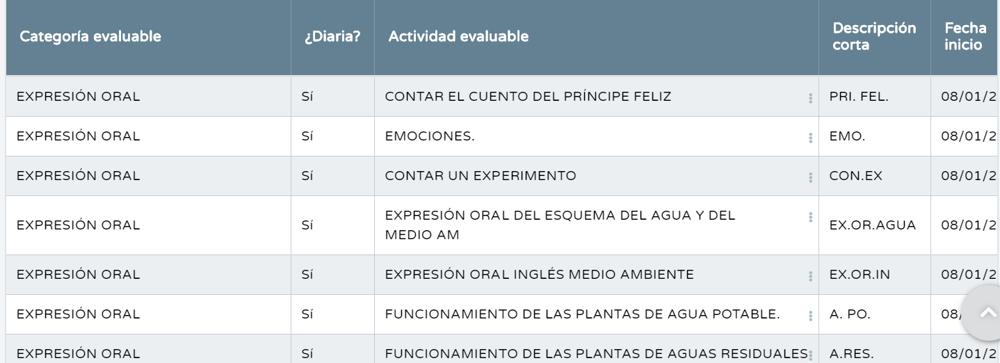 Categoría evaluable ¿Diaria? Actividad evaluable Descripción corta Fecha inicio
EXPRESIÓN ORAL Sí CONTAR EL CUENTO DEL PRÍNCIPE FELIZ PRI. FEL. 08/01/2
EXPRESIÓN ORAL Sí EMOCIONES. EMO. 08/01/2
EXPRESIÓN ORAL Sí CONTAR UN EXPERIMENTO CON.EX 08/01/2
EXPRESIÓN ORAL Sí EXPRESIÓN ORAL DEL ESQUEMA DEL AGUA Y DEL MEDIO AM EX.OR.AGUA 08/01/2
EXPRESIÓN ORAL Sí EXPRESIÓN ORAL INGLÉS MEDIO AMBIENTE EX.OR.IN 08/01/2
EXPRESIÓN ORAL Sí FUNCIONAMIENTO DE LAS PLANTAS DE AGUA POTABLE. A. PO. 08/
EXPRESIÓN ORAL Sí FUNCIONAMIENTO DE LAS PLANTAS DE AGUAS RESIDUALES A.RES. 08/01/2